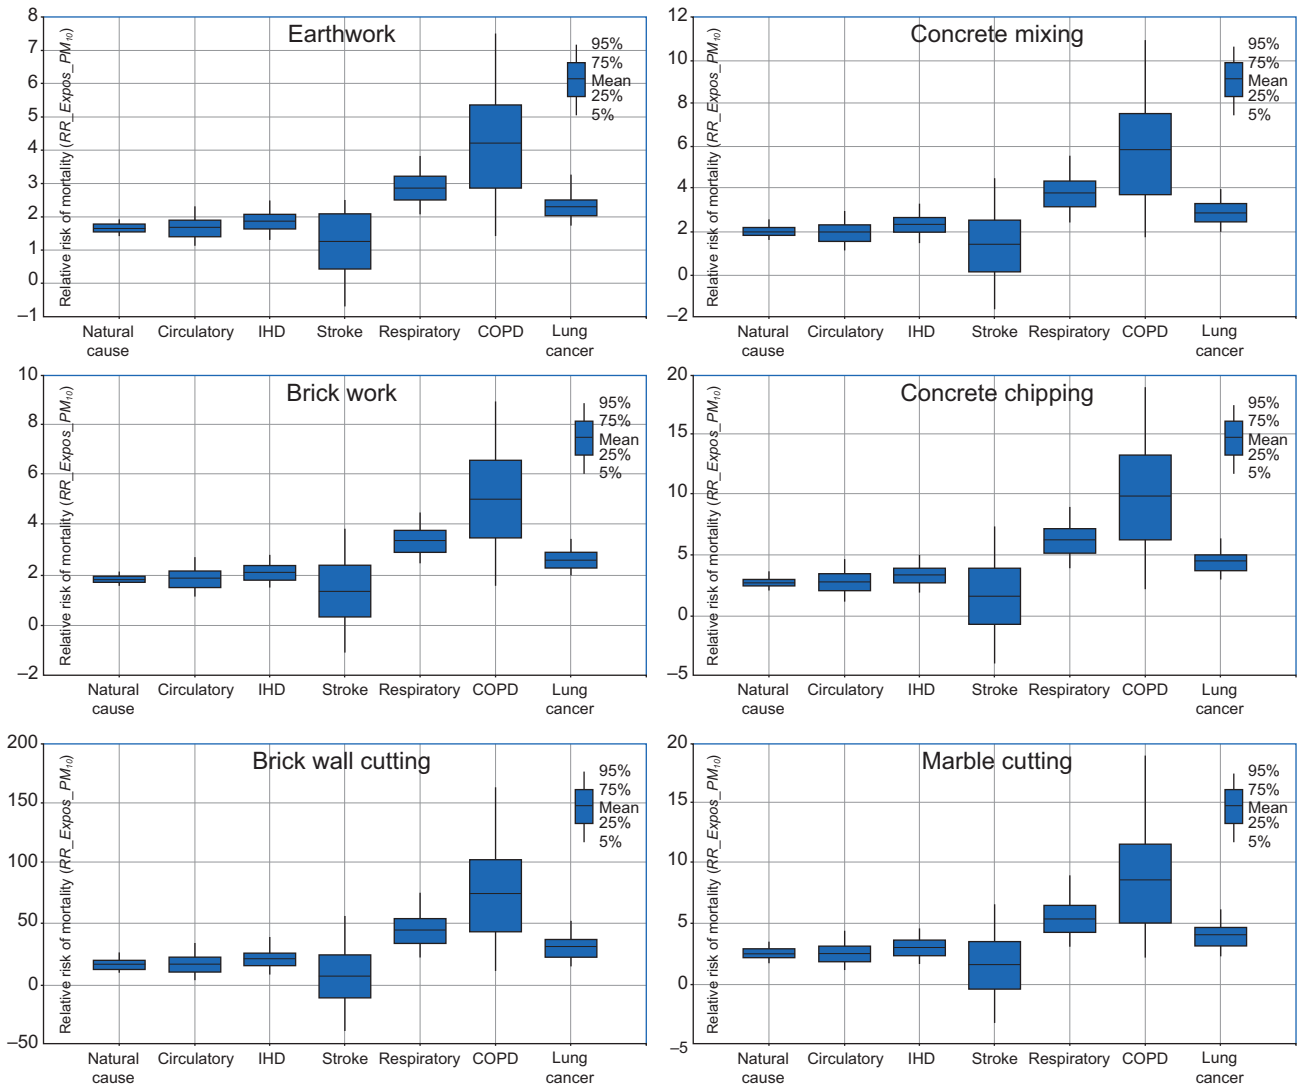 Earthwork
Relative risk of mortality (RR_Expos_PM₁₀)
8
7
6
5
4
3
2
1
0
–1
95%
75%
Mean
25%
5%
Natural cause
Circulatory
IHD
Stroke
Respiratory
COPD
Lung cancer
Concrete mixing
Relative risk of mortality (RR_Expos_PM₁₀)
12
10
8
6
4
2
0
–2
95%
75%
Mean
25%
5%
Natural cause
Circulatory
IHD
Stroke
Respiratory
COPD
Lung cancer
Brick work
Relative risk of mortality (RR_Expos_PM₁₀)
10
8
6
4
2
0
–2
95%
75%
Mean
25%
5%
Natural cause
Circulatory
IHD
Stroke
Respiratory
COPD
Lung cancer
Concrete chipping
Relative risk of mortality (RR_Expos_PM₁₀)
20
15
10
5
0
–5
95%
75%
Mean
25%
5%
Natural cause
Circulatory
IHD
Stroke
Respiratory
COPD
Lung cancer
Brick wall cutting
Relative risk of mortality (RR_Expos_PM₁₀)
200
150
100
50
0
–50
95%
75%
Mean
25%
5%
Natural cause
Circulatory
IHD
Stroke
Respiratory
COPD
Lung cancer
Marble cutting
Relative risk of mortality (RR_Expos_PM₁₀)
20
15
10
5
0
–5
95%
75%
Mean
25%
5%
Natural cause
Circulatory
IHD
Stroke
Respiratory
COPD
Lung cancer